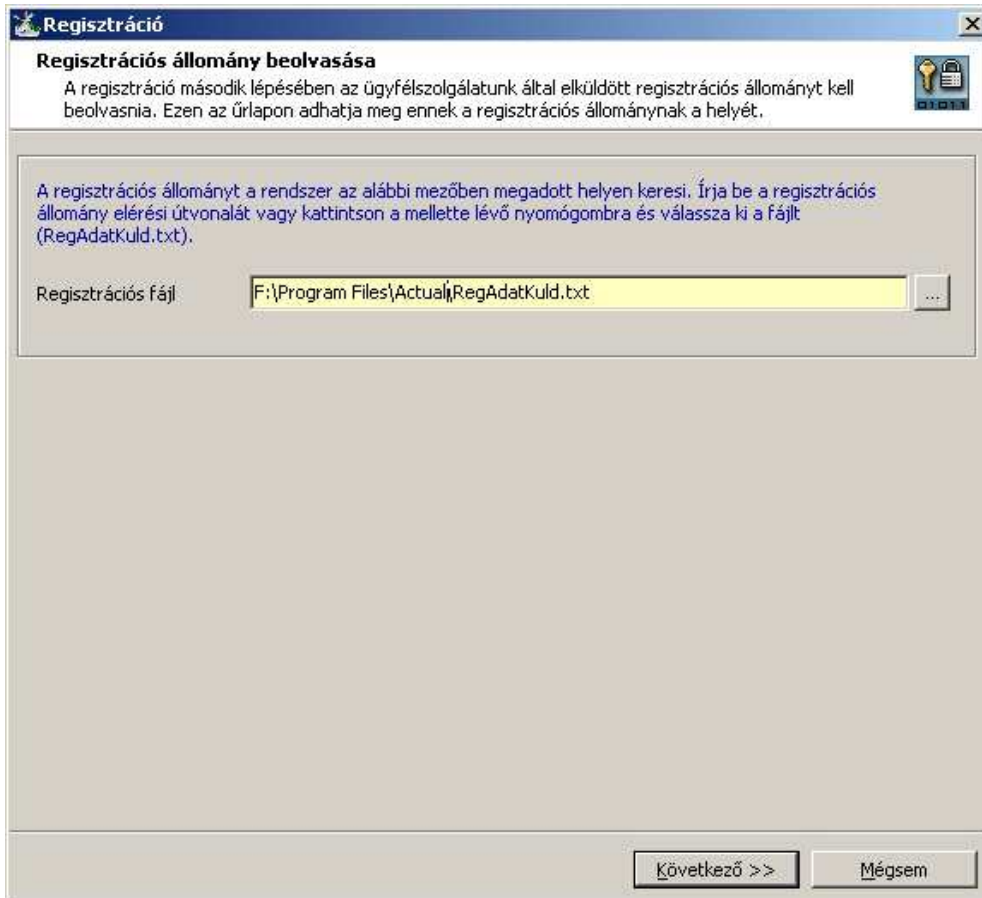 Regisztráció
Regisztrációs állomány beolvasása
A regisztráció második lépésében az ügyfélszolgálatunk által elküldött regisztrációs állományt kell
beolvasnia. Ezen az űrlapon adhatja meg ennek a regisztrációs állománynak a helyét.
01011
A regisztrációs állományt a rendszer az alábbi mezőben megadott helyen keresi. Írja be a regisztrációs
állomány elérési útvonalát vagy kattintson a mellette lévő nyomógombra és válassza ki a fájlt
(RegAdatKuld.txt).
Regisztrációs fájl
F:\Program Files\Actual\RegAdatKuld.txt
...
Következő >>
Mégsem